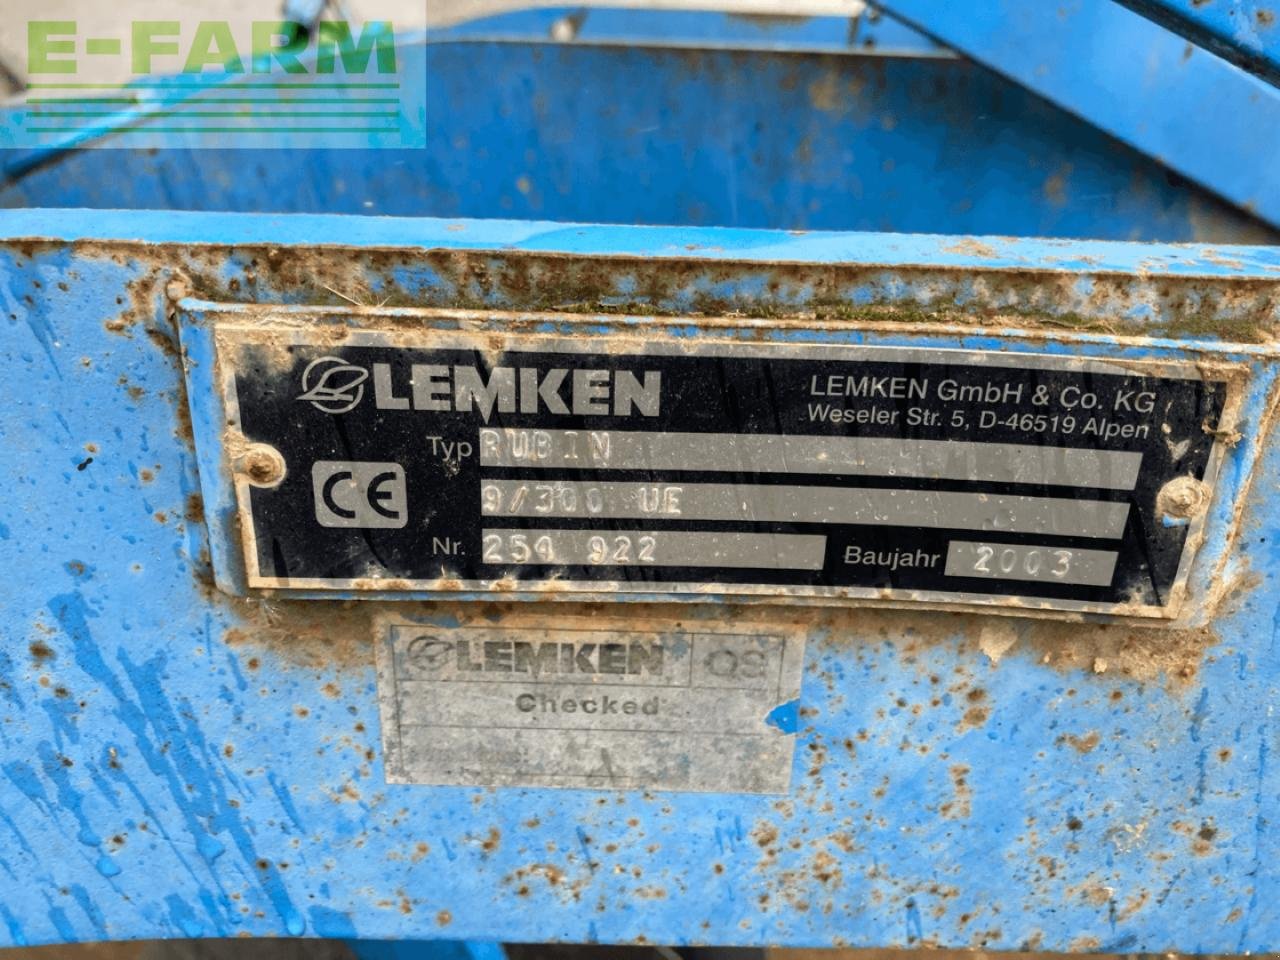 E-FARM
LEMKEN
LEMKEN GmbH & Co. KG
Weseler Str. 5, D-46519 Alpen
Typ RUBIN
9/300 UE
CE
Nr. 254 922
Baujahr 2003
LEMKEN QS
Checked